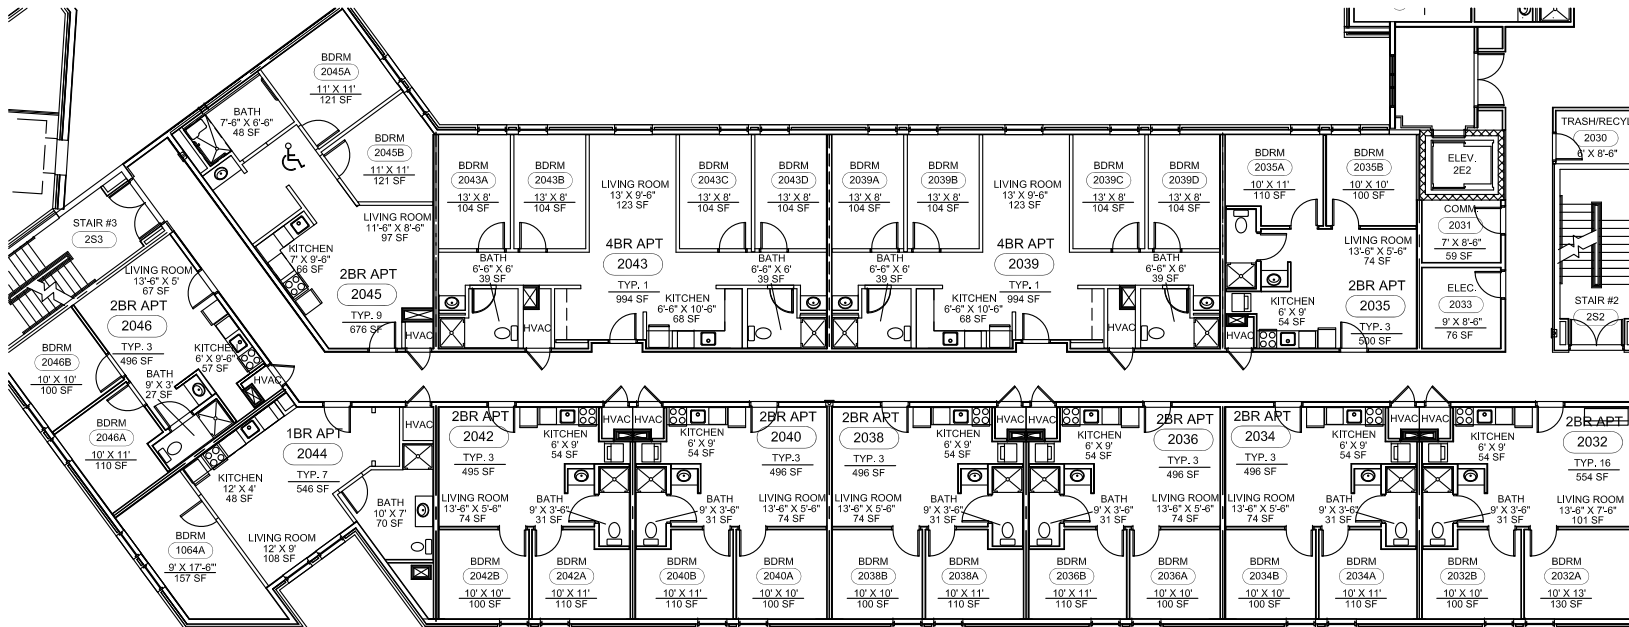 BDRM
2045A
11' X 11'
121 SF
BATH
7'-6" X 6'-6"
48 SF
BDRM
2045B
11' X 11'
121 SF
LIVING ROOM
11'-6" X 8'-6"
97 SF
KITCHEN
7' X 9'-6"
66 SF
2BR APT
2045
TYP. 9
676 SF
HVAC
STAIR #3
2S3
LIVING ROOM
13'-6" X 5'
67 SF
2BR APT
2046
TYP. 3
496 SF
KITCHEN
6' X 9'-6"
57 SF
BATH
9' X 3'
27 SF
HVAC
BDRM
2046B
10' X 10'
100 SF
BDRM
2046A
10' X 11'
110 SF
BDRM
2043A
13' X 8'
104 SF
BDRM
2043B
13' X 8'
104 SF
LIVING ROOM
13' X 9'-6"
123 SF
BDRM
2043C
13' X 8'
104 SF
BDRM
2043D
13' X 8'
104 SF
4BR APT
2043
TYP. 1
994 SF
BATH
6'-6" X 6'
39 SF
HVAC
KITCHEN
6'-6" X 10'-6"
68 SF
BATH
6'-6" X 6'
39 SF
BDRM
2039A
13' X 8'
104 SF
BDRM
2039B
13' X 8'
104 SF
LIVING ROOM
13' X 9'-6"
123 SF
BDRM
2039C
13' X 8'
104 SF
BDRM
2039D
13' X 8'
104 SF
4BR APT
2039
TYP. 1
994 SF
BATH
6'-6" X 6'
39 SF
KITCHEN
6'-6" X 10'-6"
68 SF
HVAC
BATH
6'-6" X 6'
39 SF
BDRM
2035A
10' X 11'
110 SF
BDRM
2035B
10' X 10'
100 SF
LIVING ROOM
13'-6" X 5'-6"
74 SF
2BR APT
2035
TYP. 3
500 SF
KITCHEN
6' X 9'
54 SF
HVAC
ELEV.
2E2
COMM.
2031
7' X 8'-6"
59 SF
ELEC.
2033
9' X 8'-6"
76 SF
TRASH/RECYL
2030
6' X 8'-6"
STAIR #2
2S2
1BR APT
2044
TYP. 7
546 SF
KITCHEN
12' X 4'
48 SF
HVAC
BATH
10' X 7'
70 SF
LIVING ROOM
12' X 9'
108 SF
BDRM
1064A
9' X 17'-6"'
157 SF
2BR APT
2042
TYP. 3
495 SF
KITCHEN
6' X 9'
54 SF
HVAC
LIVING ROOM
13'-6" X 5'-6"
74 SF
BATH
9' X 3'-6"
31 SF
BDRM
2042B
10' X 10'
100 SF
BDRM
2042A
10' X 11'
110 SF
HVAC
KITCHEN
6' X 9'
54 SF
2BR APT
2040
TYP.3
496 SF
BATH
9' X 3'-6"
31 SF
LIVING ROOM
13'-6" X 5'-6"
74 SF
BDRM
2040B
10' X 11'
110 SF
BDRM
2040A
10' X 10'
100 SF
2BR APT
2038
TYP. 3
496 SF
KITCHEN
6' X 9'
54 SF
HVAC
LIVING ROOM
13'-6" X 5'-6"
74 SF
BATH
9' X 3'-6"
31 SF
BDRM
2038B
10' X 10'
100 SF
BDRM
2038A
10' X 11'
110 SF
HVAC
KITCHEN
6' X 9'
54 SF
2BR APT
2036
TYP. 3
496 SF
BATH
9' X 3'-6"
31 SF
LIVING ROOM
13'-6" X 5'-6"
74 SF
BDRM
2036B
10' X 11'
110 SF
BDRM
2036A
10' X 10'
100 SF
2BR APT
2034
TYP. 3
496 SF
KITCHEN
6' X 9'
54 SF
HVAC
LIVING ROOM
13'-6" X 5'-6"
74 SF
BATH
9' X 3'-6"
31 SF
BDRM
2034B
10' X 10'
100 SF
BDRM
2034A
10' X 11'
110 SF
HVAC
KITCHEN
6' X 9'
54 SF
2BR APT
2032
TYP. 16
554 SF
BATH
9' X 3'-6"
31 SF
LIVING ROOM
13'-6" X 7'-6"
101 SF
BDRM
2032B
10' X 10'
100 SF
BDRM
2032A
10' X 13'
130 SF